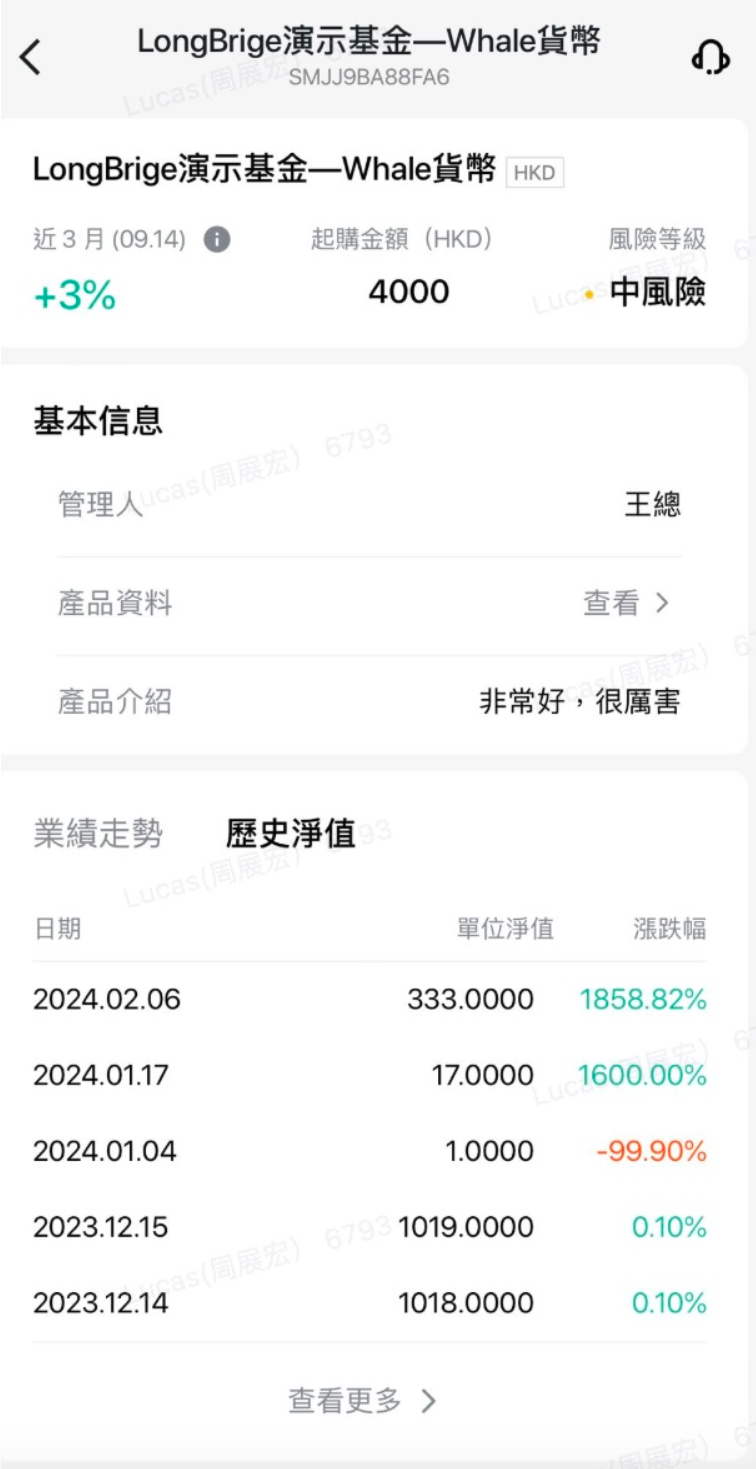 LongBrige演示基金—Whale貨幣
SMJJ9BA88FA6
LongBrige演示基金—Whale貨幣 HKD
近3月(09.14) 起購金額（HKD） 風險等級
+3% 4000 中風險
基本信息
管理人 王總
產品資料 查看
產品介紹 非常好，很厲害
業績走勢 歷史淨值
日期 單位淨值 漲跌幅
2024.02.06 333.0000 1858.82%
2024.01.17 17.0000 1600.00%
2024.01.04 1.0000 -99.90%
2023.12.15 1019.0000 0.10%
2023.12.14 1018.0000 0.10%
查看更多
Lucas(周展宏) 6793